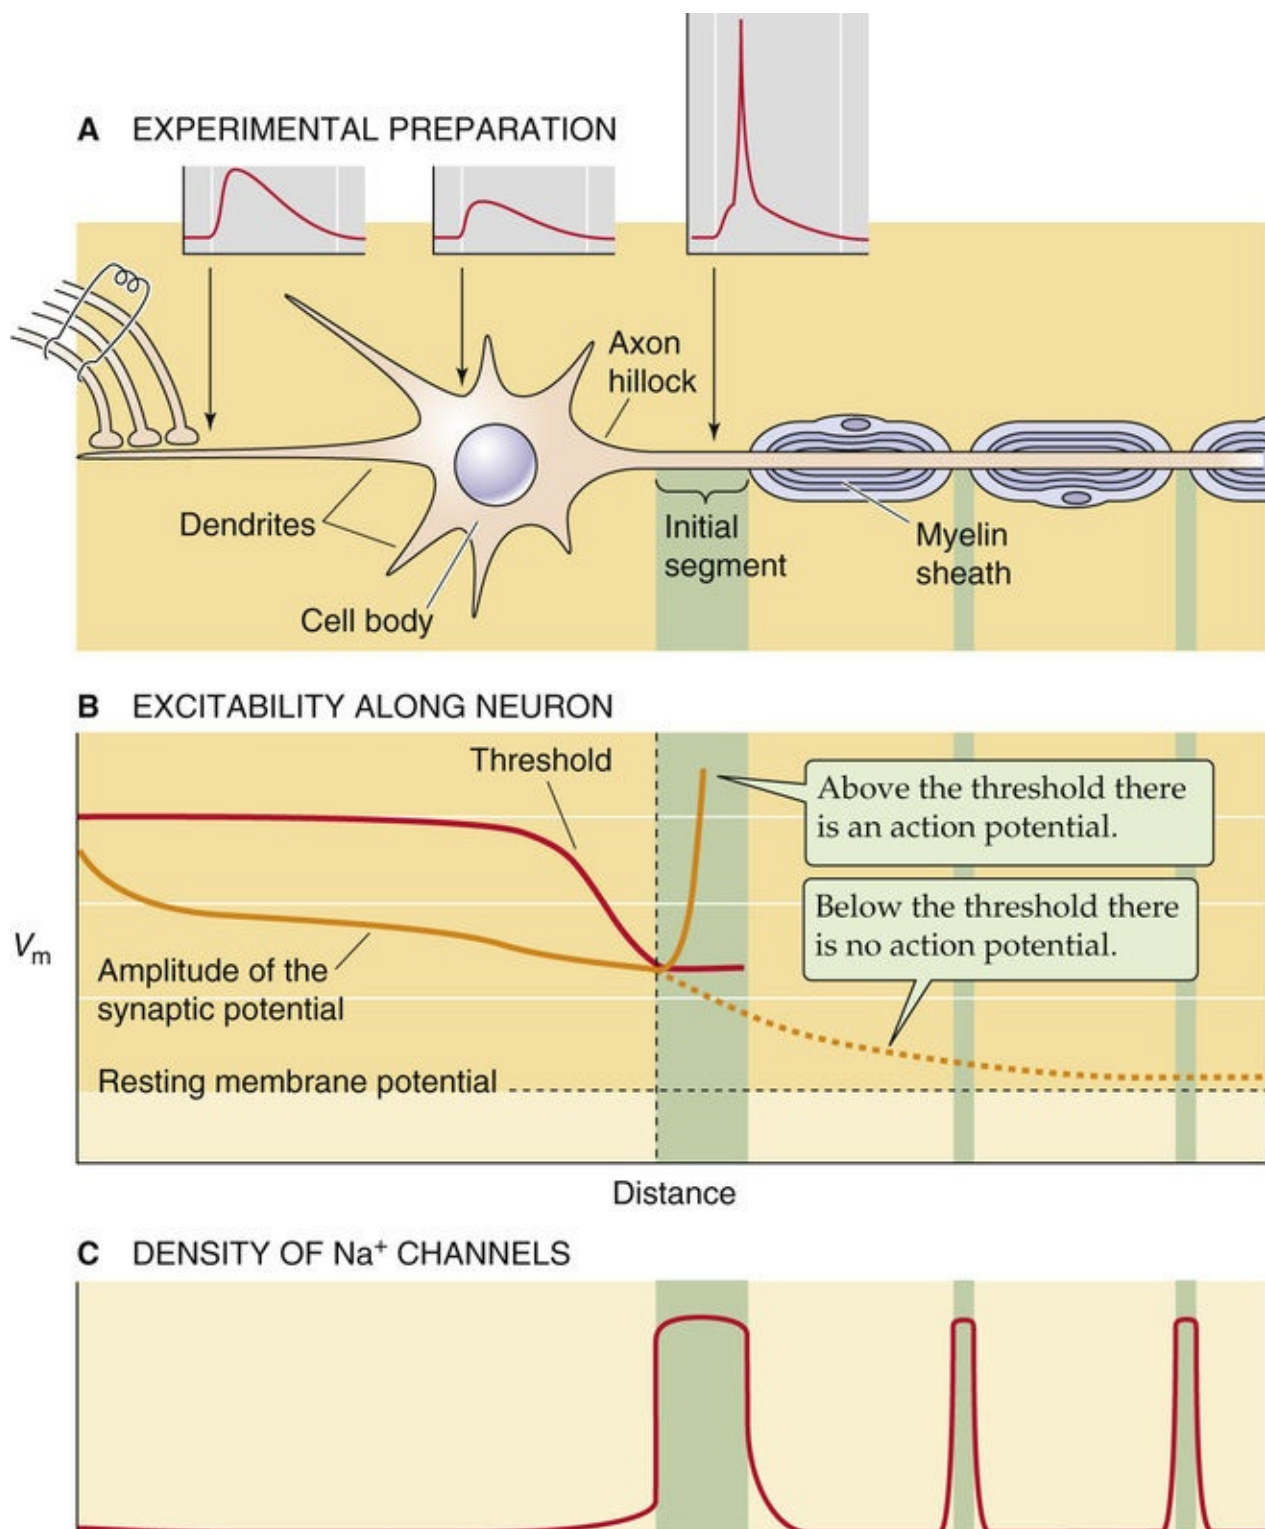 A EXPERIMENTAL PREPARATION
Axon
hillock
Dendrites
Initial
segment
Myelin
sheath
Cell body
B EXCITABILITY ALONG NEURON
Threshold
Above the threshold there
is an action potential.
Below the threshold there
is no action potential.
Vm
Amplitude of the
synaptic potential
Resting membrane potential
Distance
C DENSITY OF Na⁺ CHANNELS